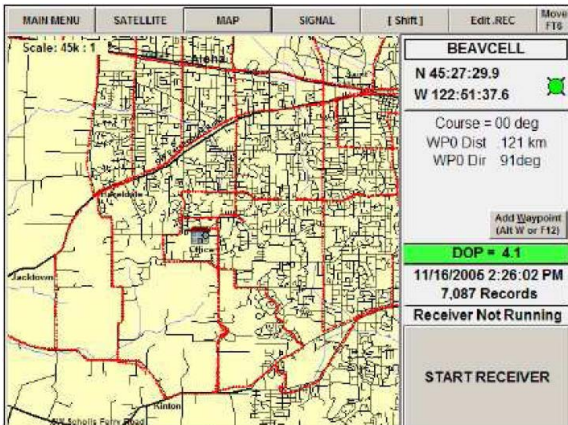 MAIN MENU SATELLITE MAP SIGNAL [ Shift ] Edit .REC Move FT6
Scale: 45k : 1
Aloha
Hazeldale
Office
Jacktown
Kinton
SW Scholls Ferry Road
BEAVCELL
N 45:27:29.9
W 122:51:37.6
Course = 00 deg
WP0 Dist .121 km
WP0 Dir 91deg
Add Waypoint
(Alt W or F12)
DOP = 4.1
11/16/2005 2:26:02 PM
7,087 Records
Receiver Not Running
START RECEIVER